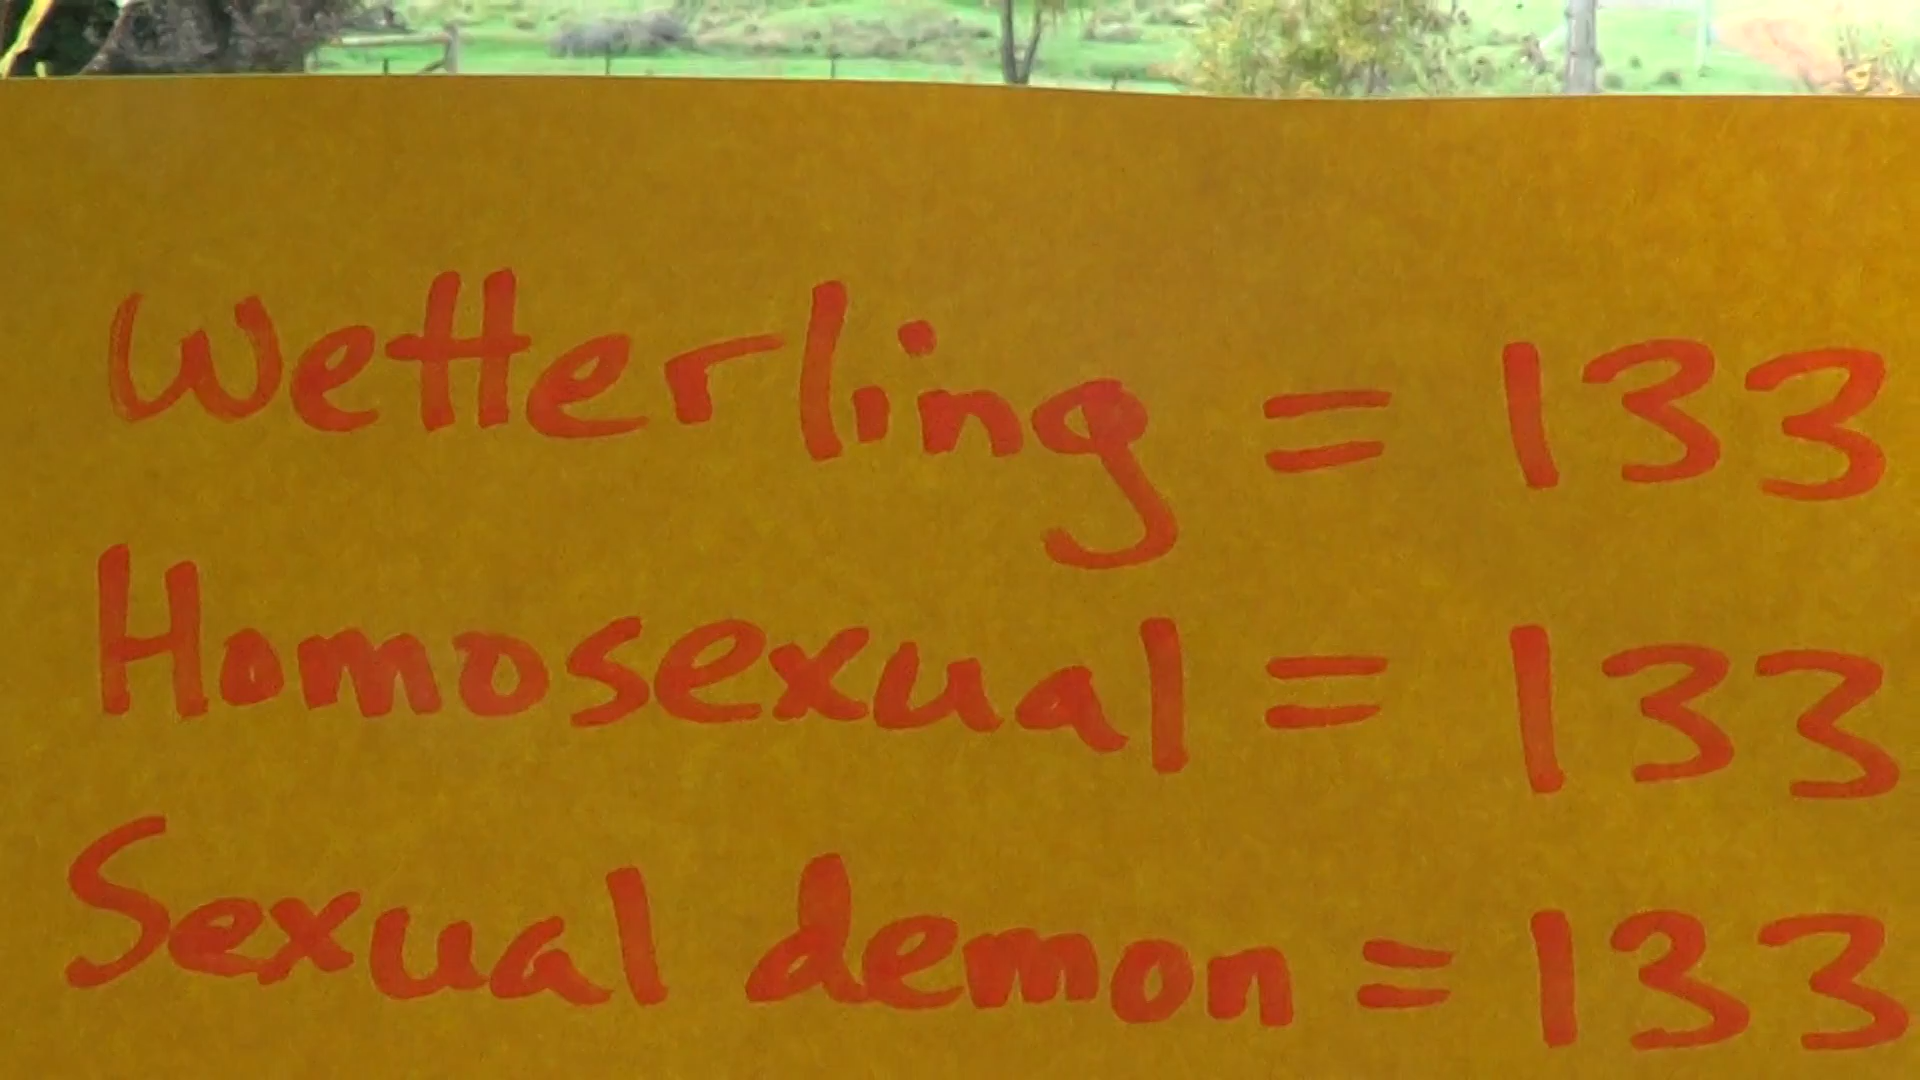 Wetterling = 133
Homosexual = 133
Sexual demon = 133